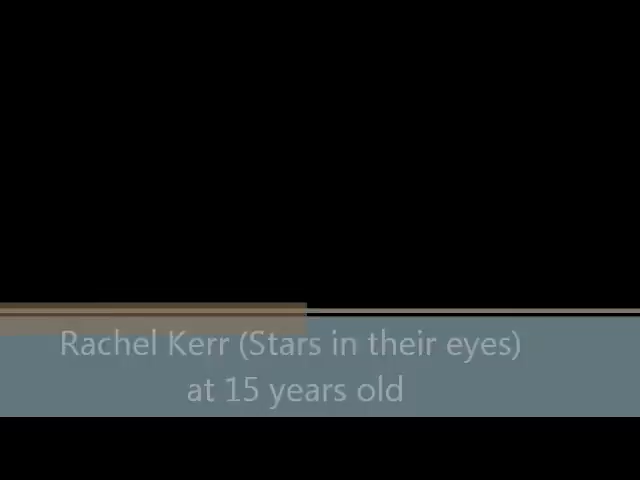 Rachel Kerr (Stars in their eyes)
at 15 years old